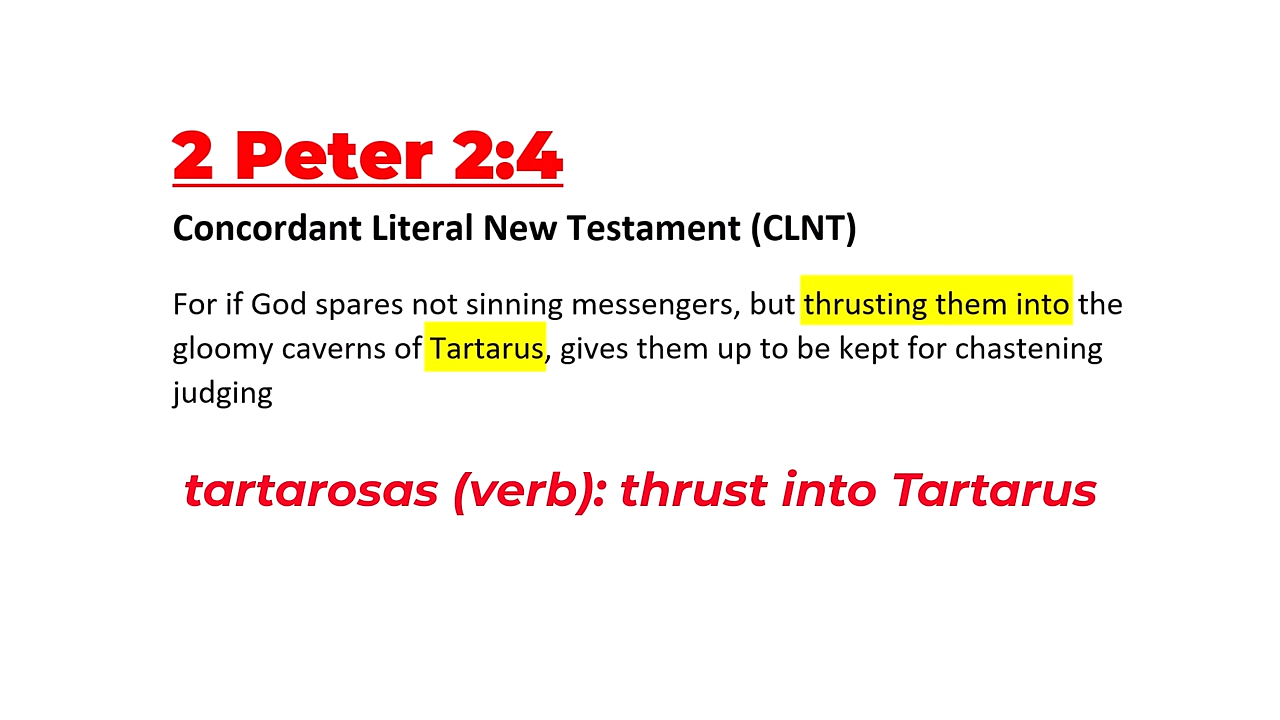 2 Peter 2:4
Concordant Literal New Testament (CLNT)
For if God spares not sinning messengers, but thrusting them into the
gloomy caverns of Tartarus, gives them up to be kept for chastening
judging
tartarosas (verb): thrust into Tartarus